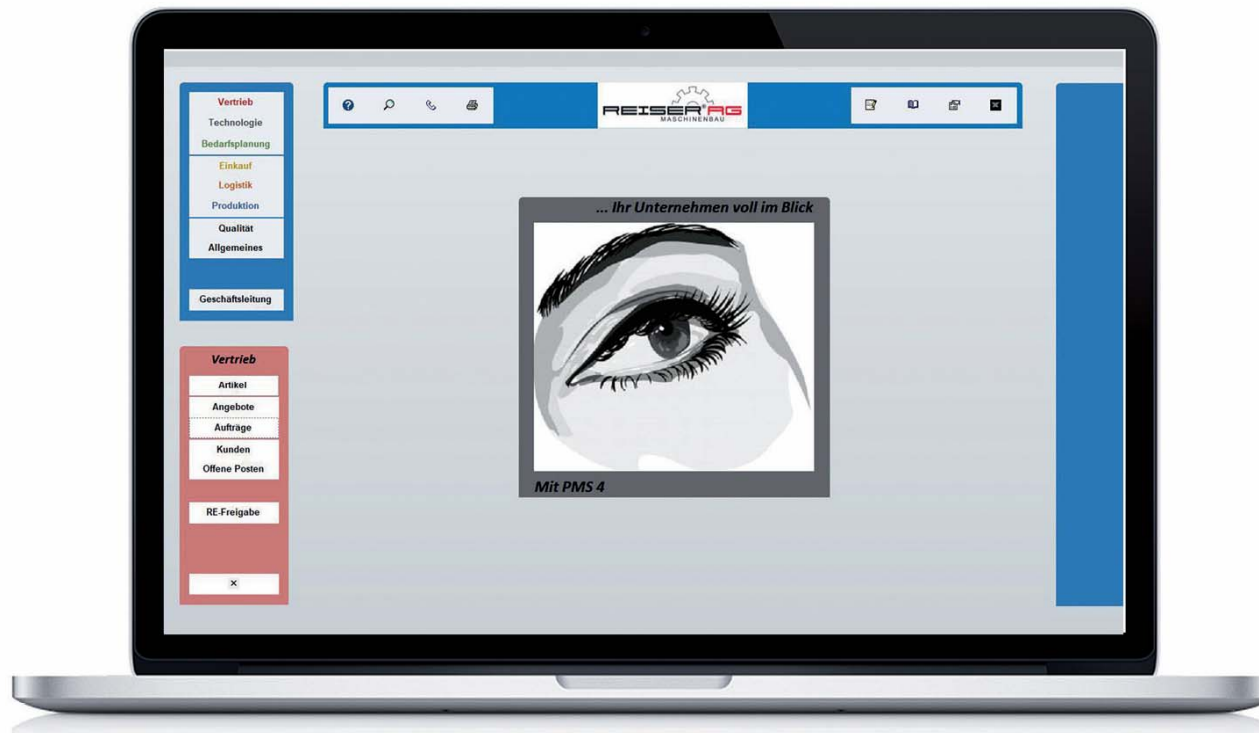 Vertrieb
Technologie
Bedarfsplanung
Einkauf
Logistik
Produktion
Qualität
Allgemeines
Geschäftsleitung
Vertrieb
Artikel
Angebote
Aufträge
Kunden
Offene Posten
RE-Freigabe
REISER® AG
MASCHINENBAU
... Ihr Unternehmen voll im Blick
Mit PMS 4